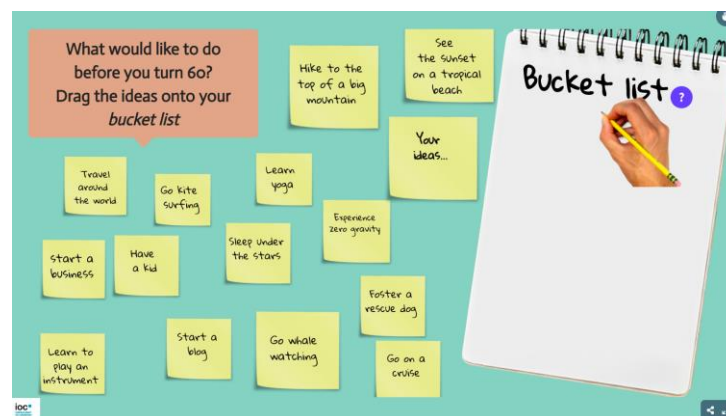 What would like to do
before you turn 60?
Drag the ideas onto your
bucket list
Hike to the
top of a big
mountain
See
the sunset
on a tropical
beach
Your
ideas...
Travel
around
the world
Go kite
surfing
Learn
yoga
Experience
zero gravity
Start a
business
Have
a kid
Sleep under
the stars
Foster a
rescue dog
Learn to
play an
instrument
Start a
blog
Go whale
watching
Go on a
cruise
Bucket list
?
ioc*